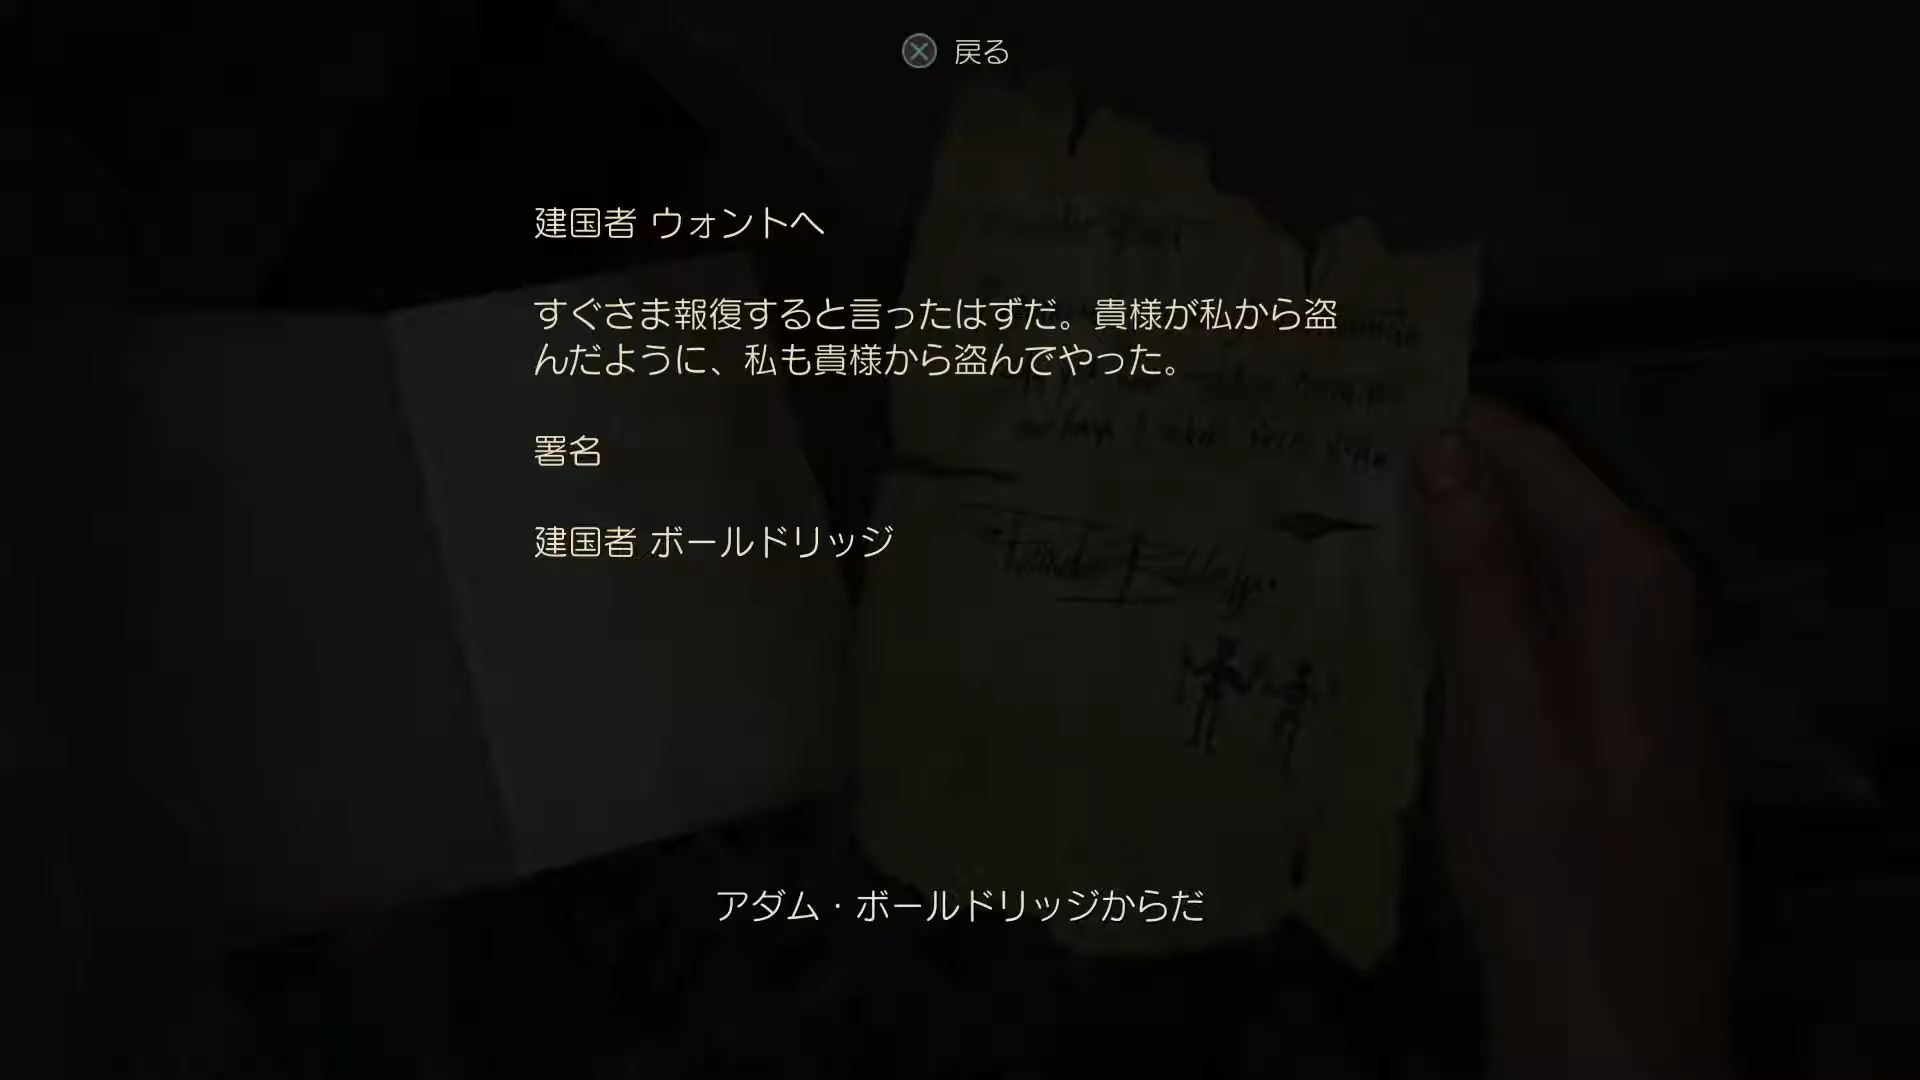 戻る
建国者 ウォントへ
すぐさま報復すると言ったはずだ。貴様が私から盗
んだように、私も貴様から盗んでやった。
署名
建国者 ボールドリッジ
アダム・ボールドリッジからだ